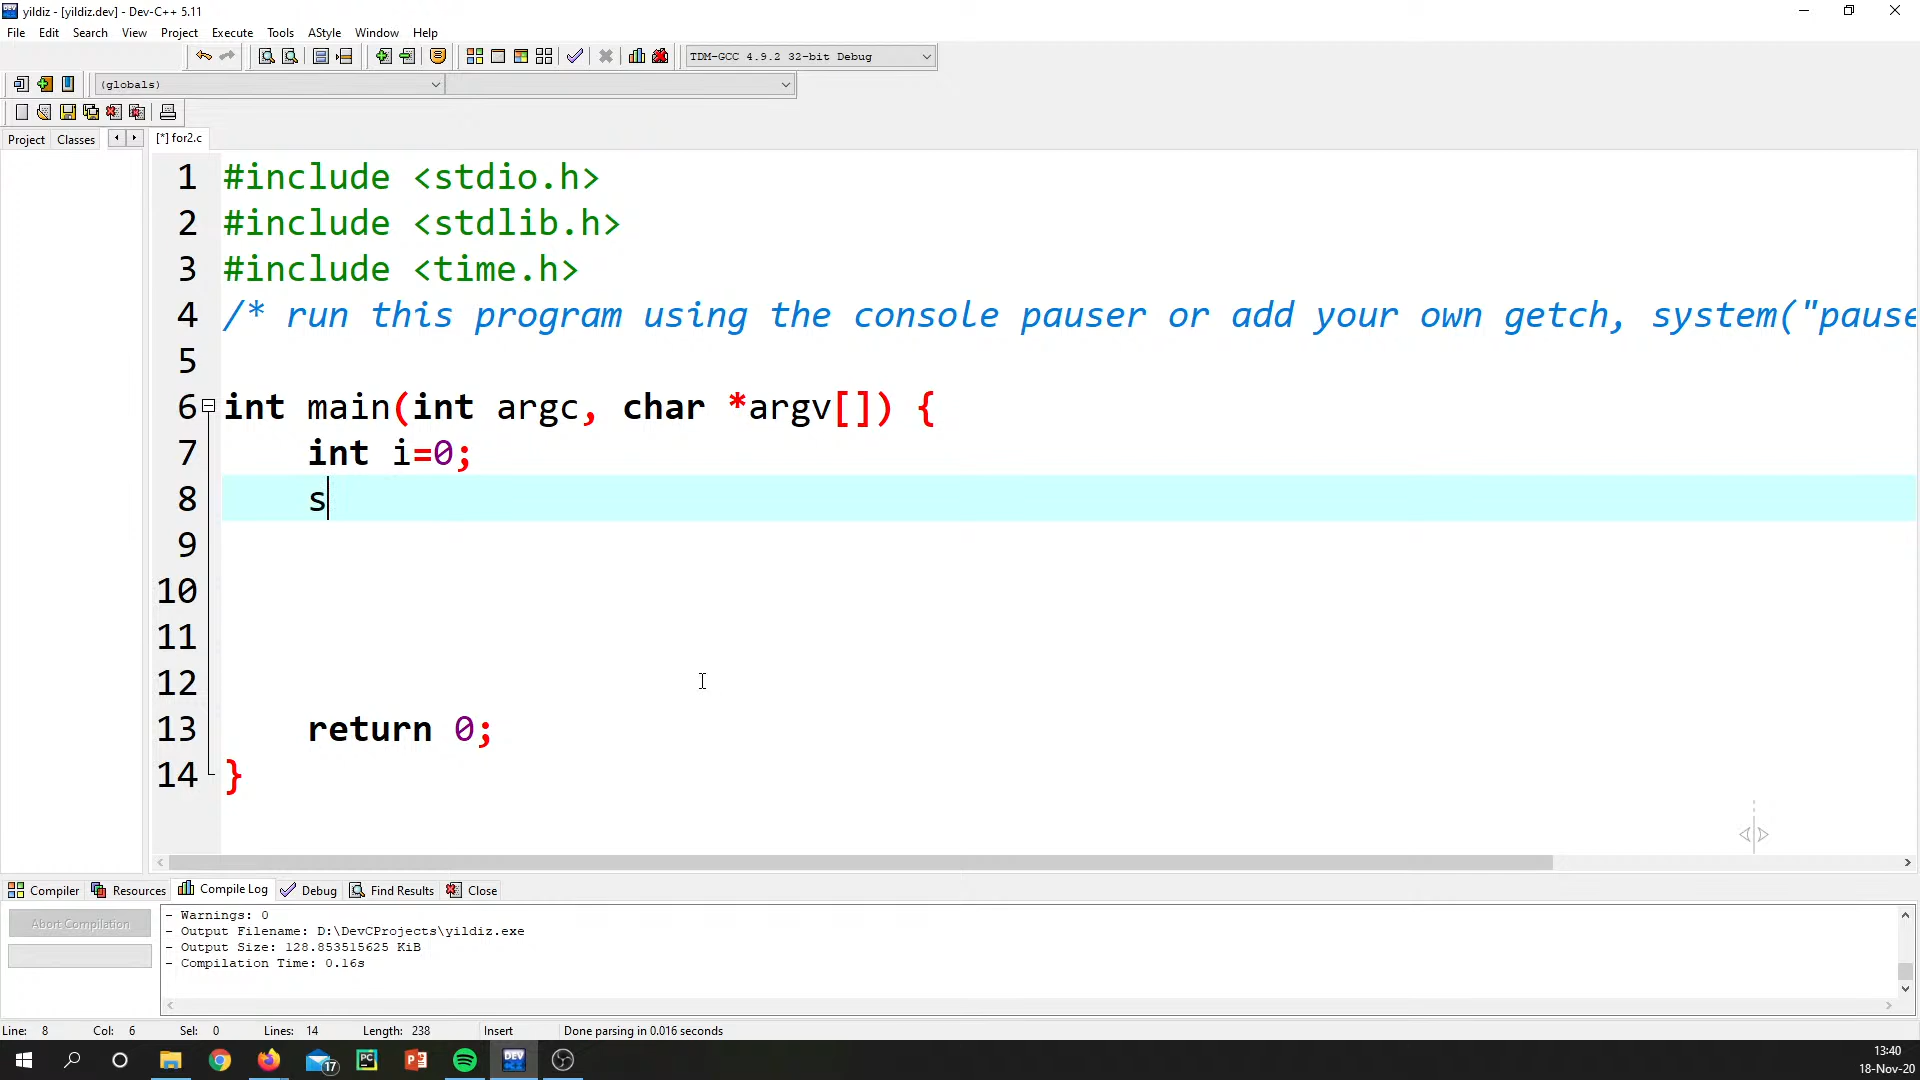 yildiz - [yildiz.dev] - Dev-C++ 5.11
File Edit Search View Project Execute Tools AStyle Window Help
TDM-GCC 4.9.2 32-bit Debug
(globals)
Project Classes [*] for2.c
1 #include <stdio.h>
2 #include <stdlib.h>
3 #include <time.h>
4 /* run this program using the console pauser or add your own getch, system("pause
5
6 int main(int argc, char *argv[]) {
7 int i=0;
8 s
9
10
11
12
13 return 0;
14 }
Compiler Resources Compile Log Debug Find Results Close
Abort Compilation
- Warnings: 0
- Output Filename: D:\DevCProjects\yildiz.exe
- Output Size: 128.853515625 KiB
- Compilation Time: 0.16s
Line: 8 Col: 6 Sel: 0 Lines: 14 Length: 238 Insert Done parsing in 0.016 seconds
17 PC P DEV 13:40
18-Nov-20